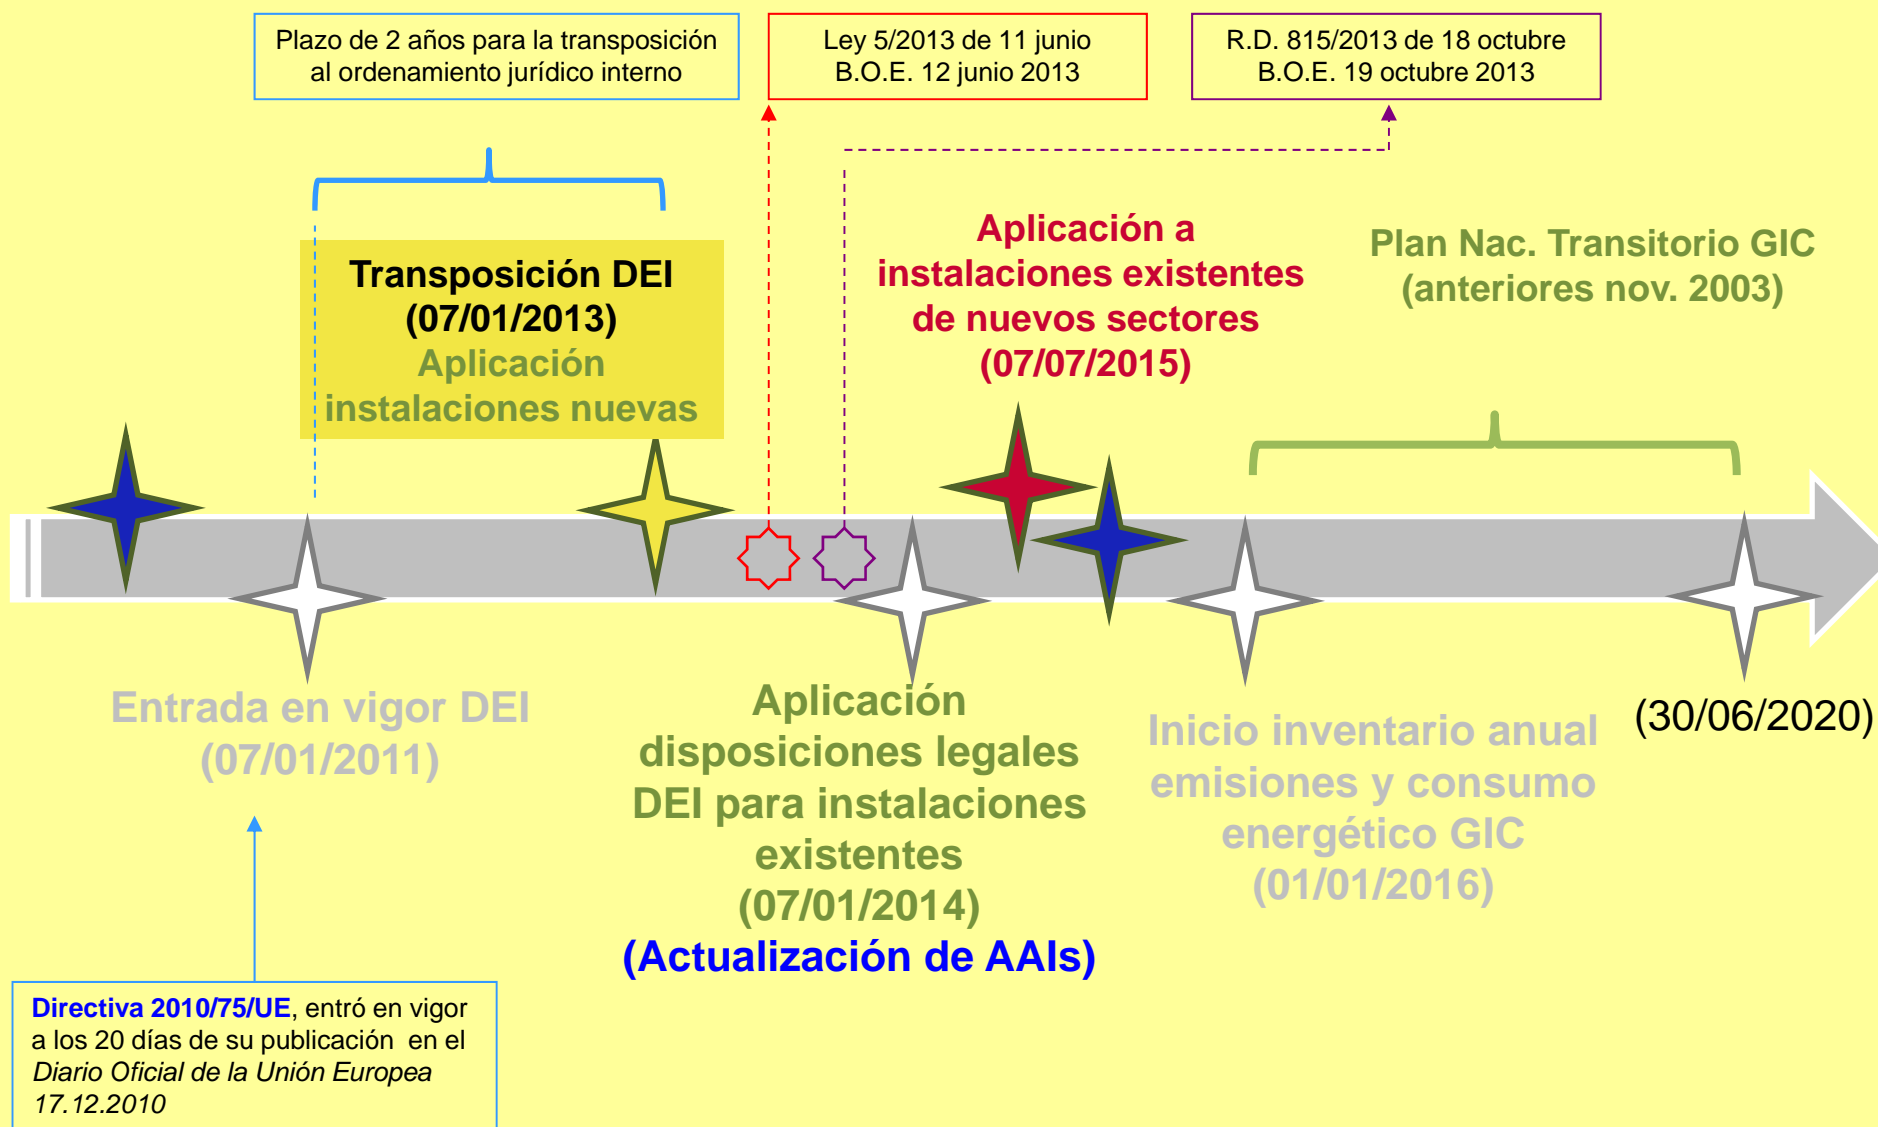 Plazo de 2 años para la transposición
al ordenamiento jurídico interno
Ley 5/2013 de 11 junio
B.O.E. 12 junio 2013
R.D. 815/2013 de 18 octubre
B.O.E. 19 octubre 2013
Transposición DEI
(07/01/2013)
Aplicación
instalaciones nuevas
Aplicación a
instalaciones existentes
de nuevos sectores
(07/07/2015)
Plan Nac. Transitorio GIC
(anteriores nov. 2003)
Entrada en vigor DEI
(07/01/2011)
Aplicación
disposiciones legales
DEI para instalaciones
existentes
(07/01/2014)
(Actualización de AAIs)
Inicio inventario anual
emisiones y consumo
energético GIC
(01/01/2016)
(30/06/2020)
Directiva 2010/75/UE, entró en vigor
a los 20 días de su publicación en el
Diario Oficial de la Unión Europea
17.12.2010